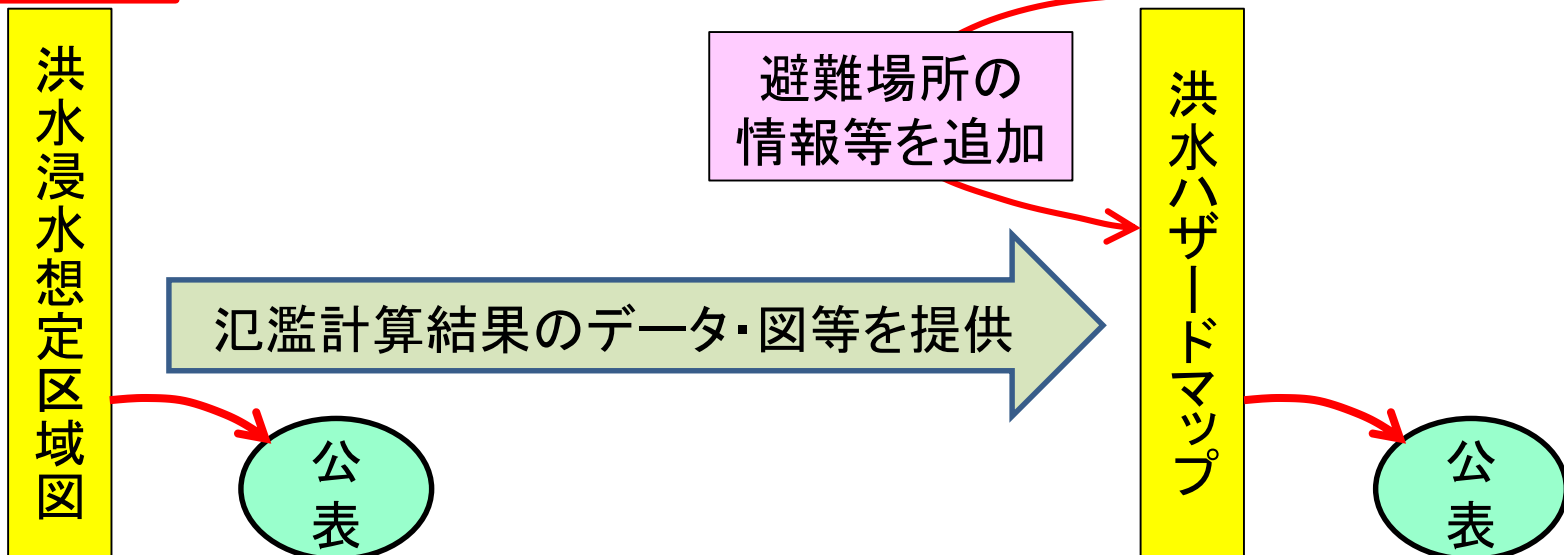 洪水浸水想定区域図
避難場所の
情報等を追加
氾濫計算結果のデータ・図等を提供
公
表
洪水ハザードマップ
公
表